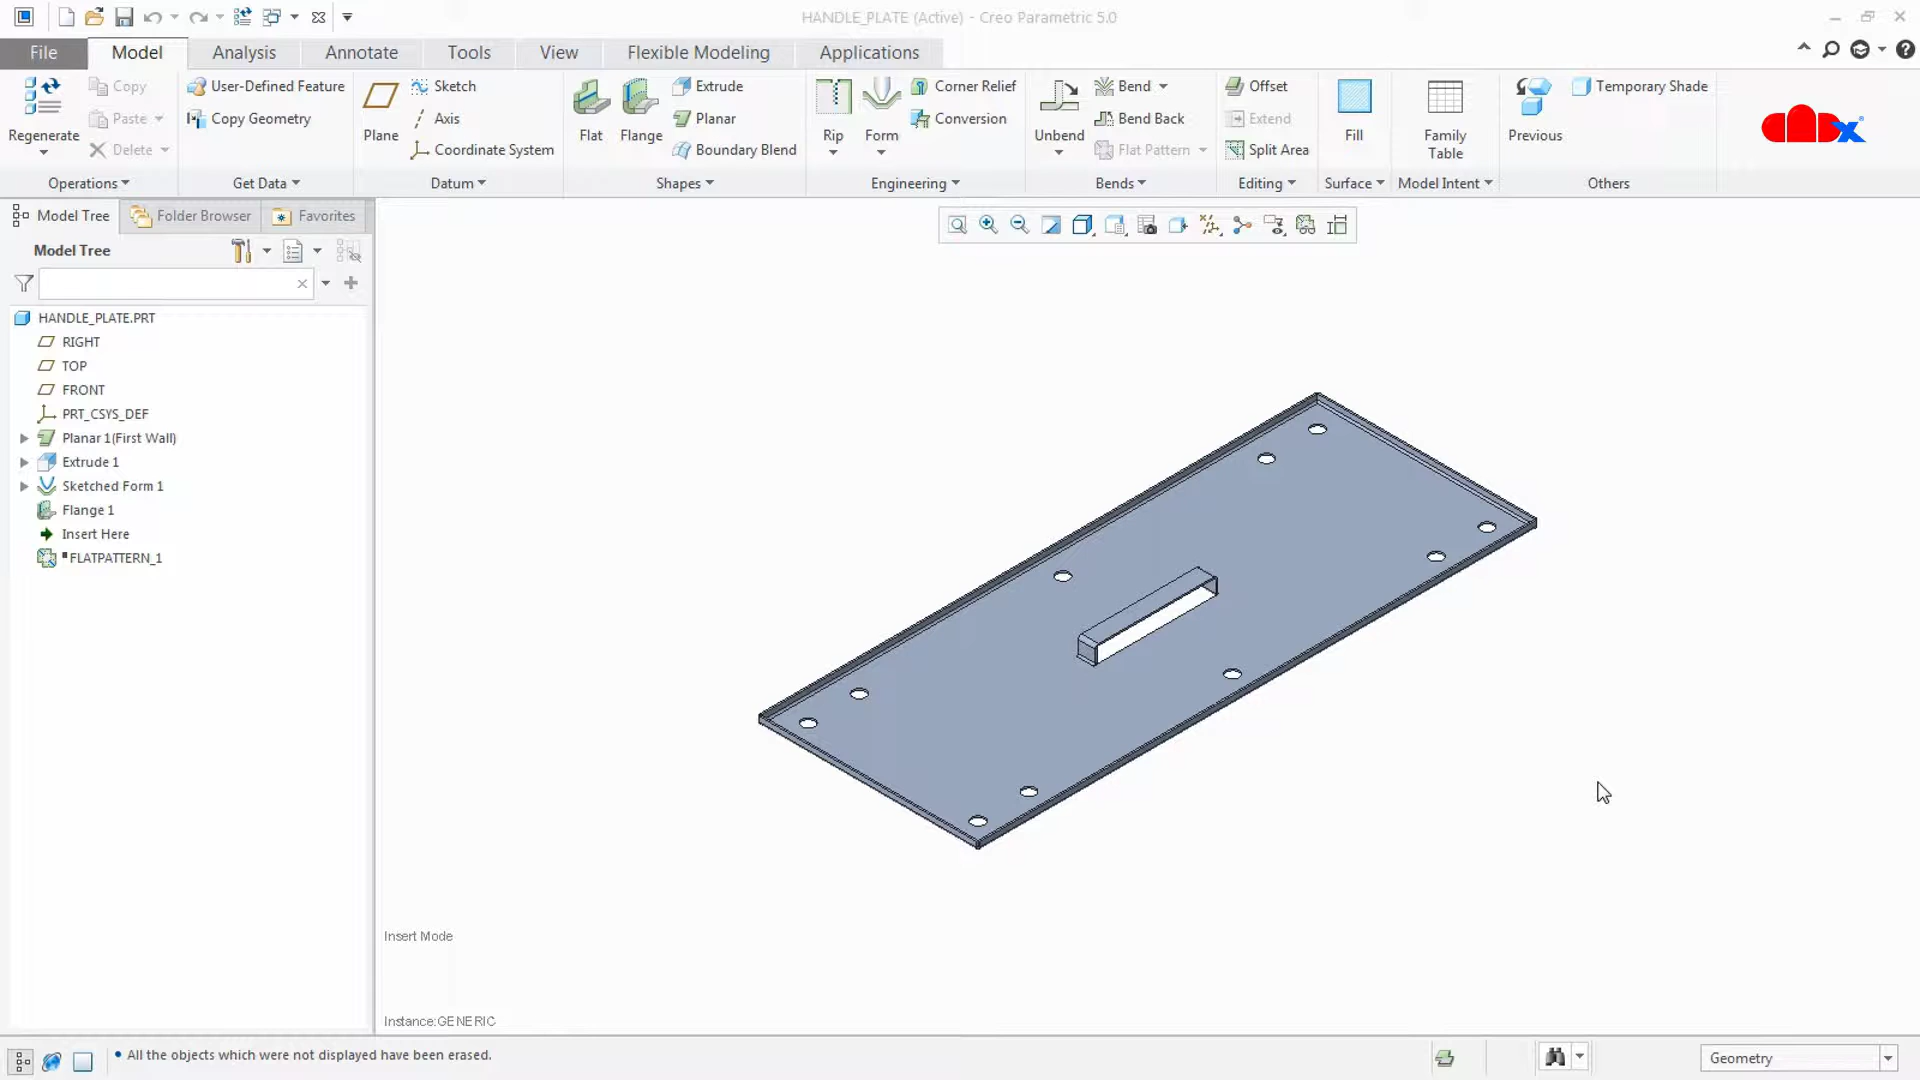 HANDLE_PLATE (Active) - Creo Parametric 5.0
File Model Analysis Annotate Tools View Flexible Modeling Applications
Regenerate
Copy
Paste
Delete
Operations
User-Defined Feature
Copy Geometry
Get Data
Plane
Sketch
Axis
Coordinate System
Datum
Flat
Flange
Extrude
Planar
Boundary Blend
Shapes
Rip
Form
Corner Relief
Conversion
Engineering
Unbend
Bend
Bend Back
Flat Pattern
Bends
Offset
Extend
Split Area
Editing
Fill
Surface
Family
Table
Model Intent
Previous
Temporary Shade
Others
Model Tree Folder Browser Favorites
Model Tree
HANDLE_PLATE.PRT
RIGHT
TOP
FRONT
PRT_CSYS_DEF
Planar 1(First Wall)
Extrude 1
Sketched Form 1
Flange 1
Insert Here
FLATPATTERN_1
Insert Mode
Instance:GENERIC
All the objects which were not displayed have been erased.
Geometry